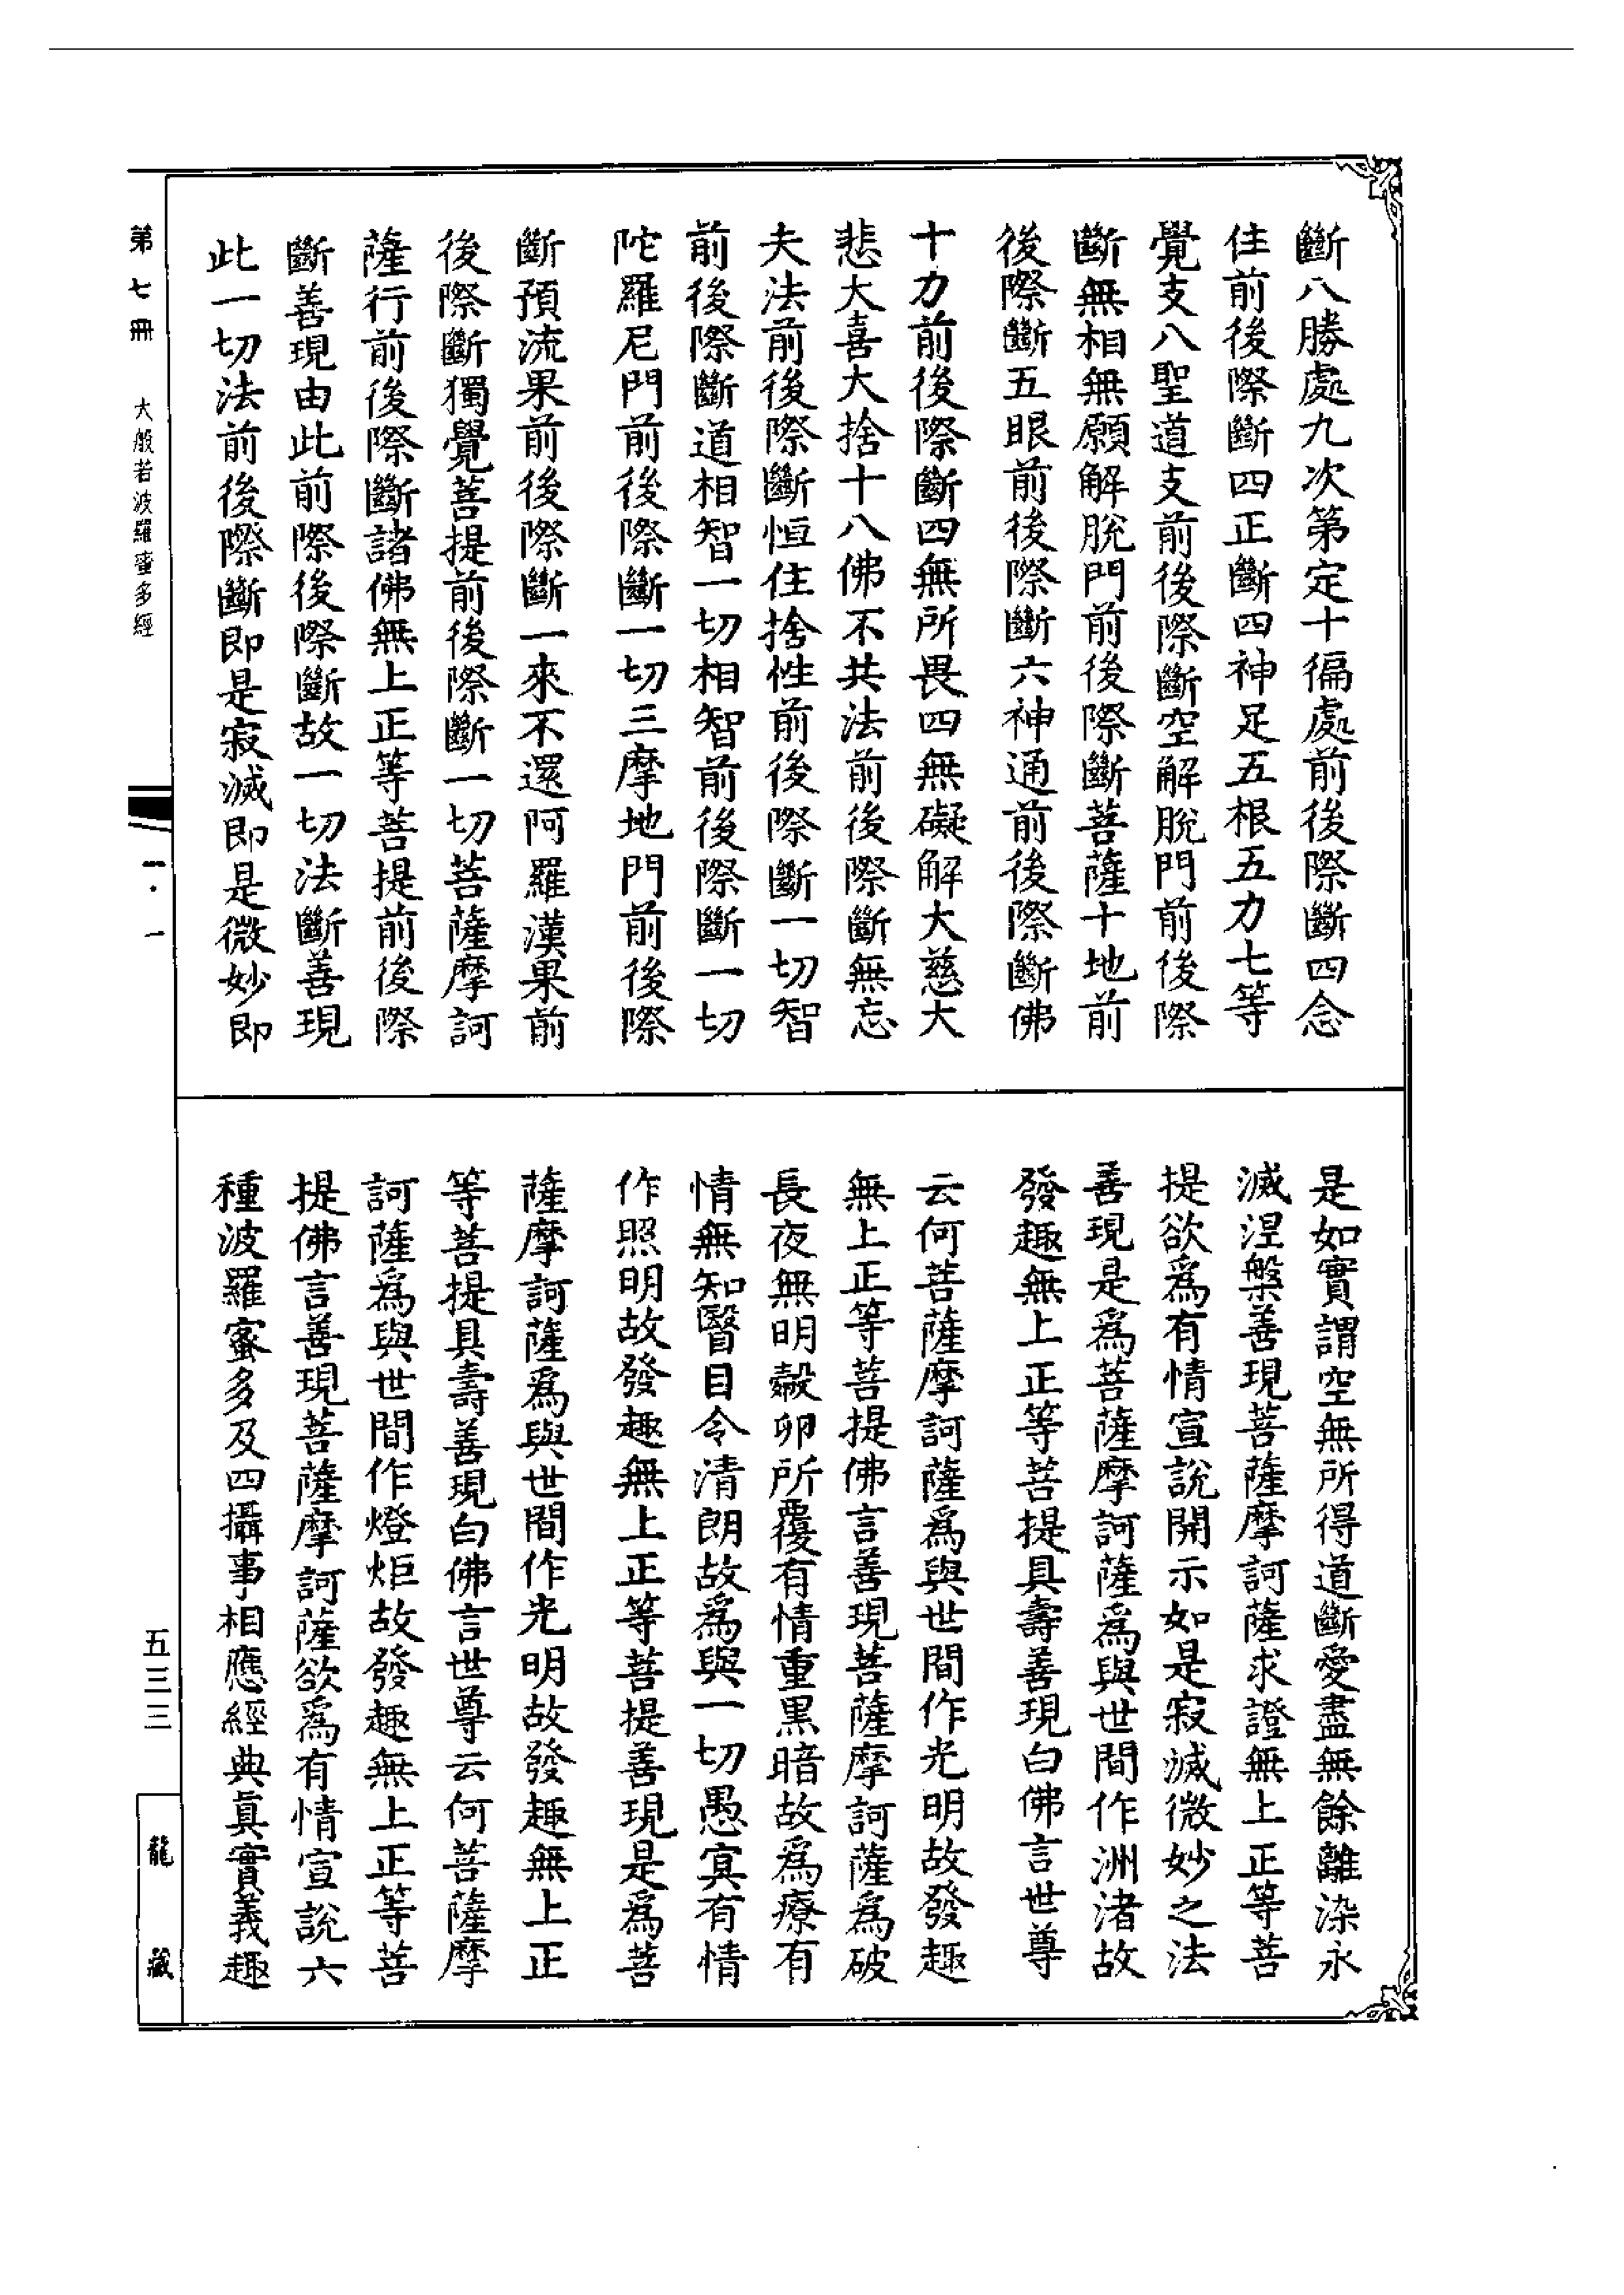 斷八勝處九次第定十徧處前後際斷四念
住前後際斷四正斷四神足五根五力七等
覺支八聖道支前後際斷空解脫門前後際
斷無相無願解脫門前後際斷菩薩十地前
後際斷五眼前後際斷六神通前後際斷佛
十力前後際斷四無所畏四無礙解大慈大
悲大喜大捨十八佛不共法前後際斷無忘
夫法前後際斷恒住捨性前後際斷一切智
前後際斷道相智一切相智前後際斷一切
陀羅尼門前後際斷一切三摩地門前後際
斷預流果前後際斷一來不還阿羅漢果前
後際斷獨覺菩提前後際斷一切菩薩摩訶
薩行前後際斷諸佛無上正等菩提前後際
斷善現由此前際後際斷故一切法斷善現
此一切法前後際斷即是寂滅即是微妙即
是如實謂空無所得道斷愛盡無餘離染永
滅涅槃善現菩薩摩訶薩求證無上正等菩
提欲爲有情宣說開示如是寂滅微妙之法
善現是爲菩薩摩訶薩爲與世間作洲渚故
發趣無上正等菩提具壽善現白佛言世尊
云何菩薩摩訶薩爲與世間作光明故發趣
無上正等菩提佛言善現菩薩摩訶薩爲破
長夜無明㲉卵所覆有情重黑暗故爲療有
情無知瞖目令清朗故爲與一切愚冥有情
作照明故發趣無上正等菩提善現是爲菩
薩摩訶薩爲與世間作光明故發趣無上正
等菩提具壽善現白佛言世尊云何菩薩摩
訶薩爲與世間作燈炬故發趣無上正等菩
提佛言善現菩薩摩訶薩欲爲有情宣說六
種波羅蜜多及四攝事相應經典真實義趣
第七冊 大般若波羅蜜多經 一·一
五三三
龍藏